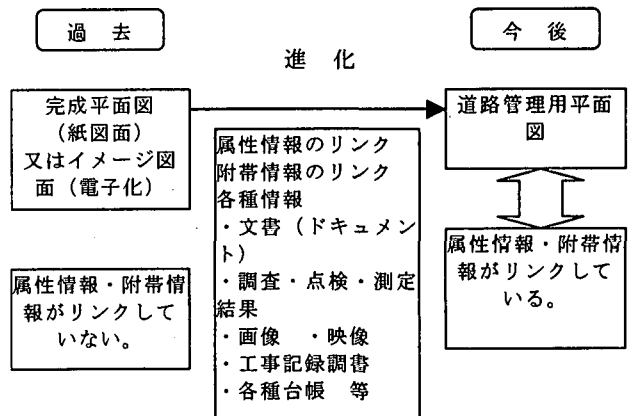 過 去
今 後
進 化
完成平面図
(紙図面)
又はイメージ図
面(電子化)
道路管理用平面
図
属性情報のリンク
附帯情報のリンク
各種情報
・文書(ドキュメン
ト)
・調査・点検・測定
結果
・画像 ・映像
・工事記録調書
・各種台帳 等
属性情報・附帯情
報がリンクして
いない。
属性情報・附帯情
報がリンクして
いる。